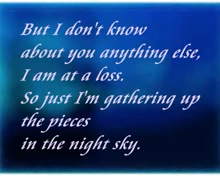 But I don't know
about you anything else,
I am at a loss.
So just I'm gathering up
the pieces
in the night sky.